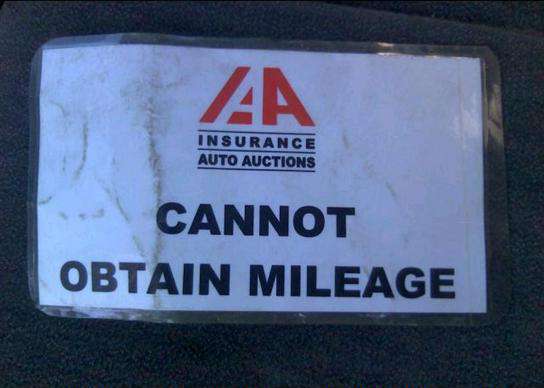 IAA
INSURANCE
AUTO AUCTIONS
CANNOT
OBTAIN MILEAGE